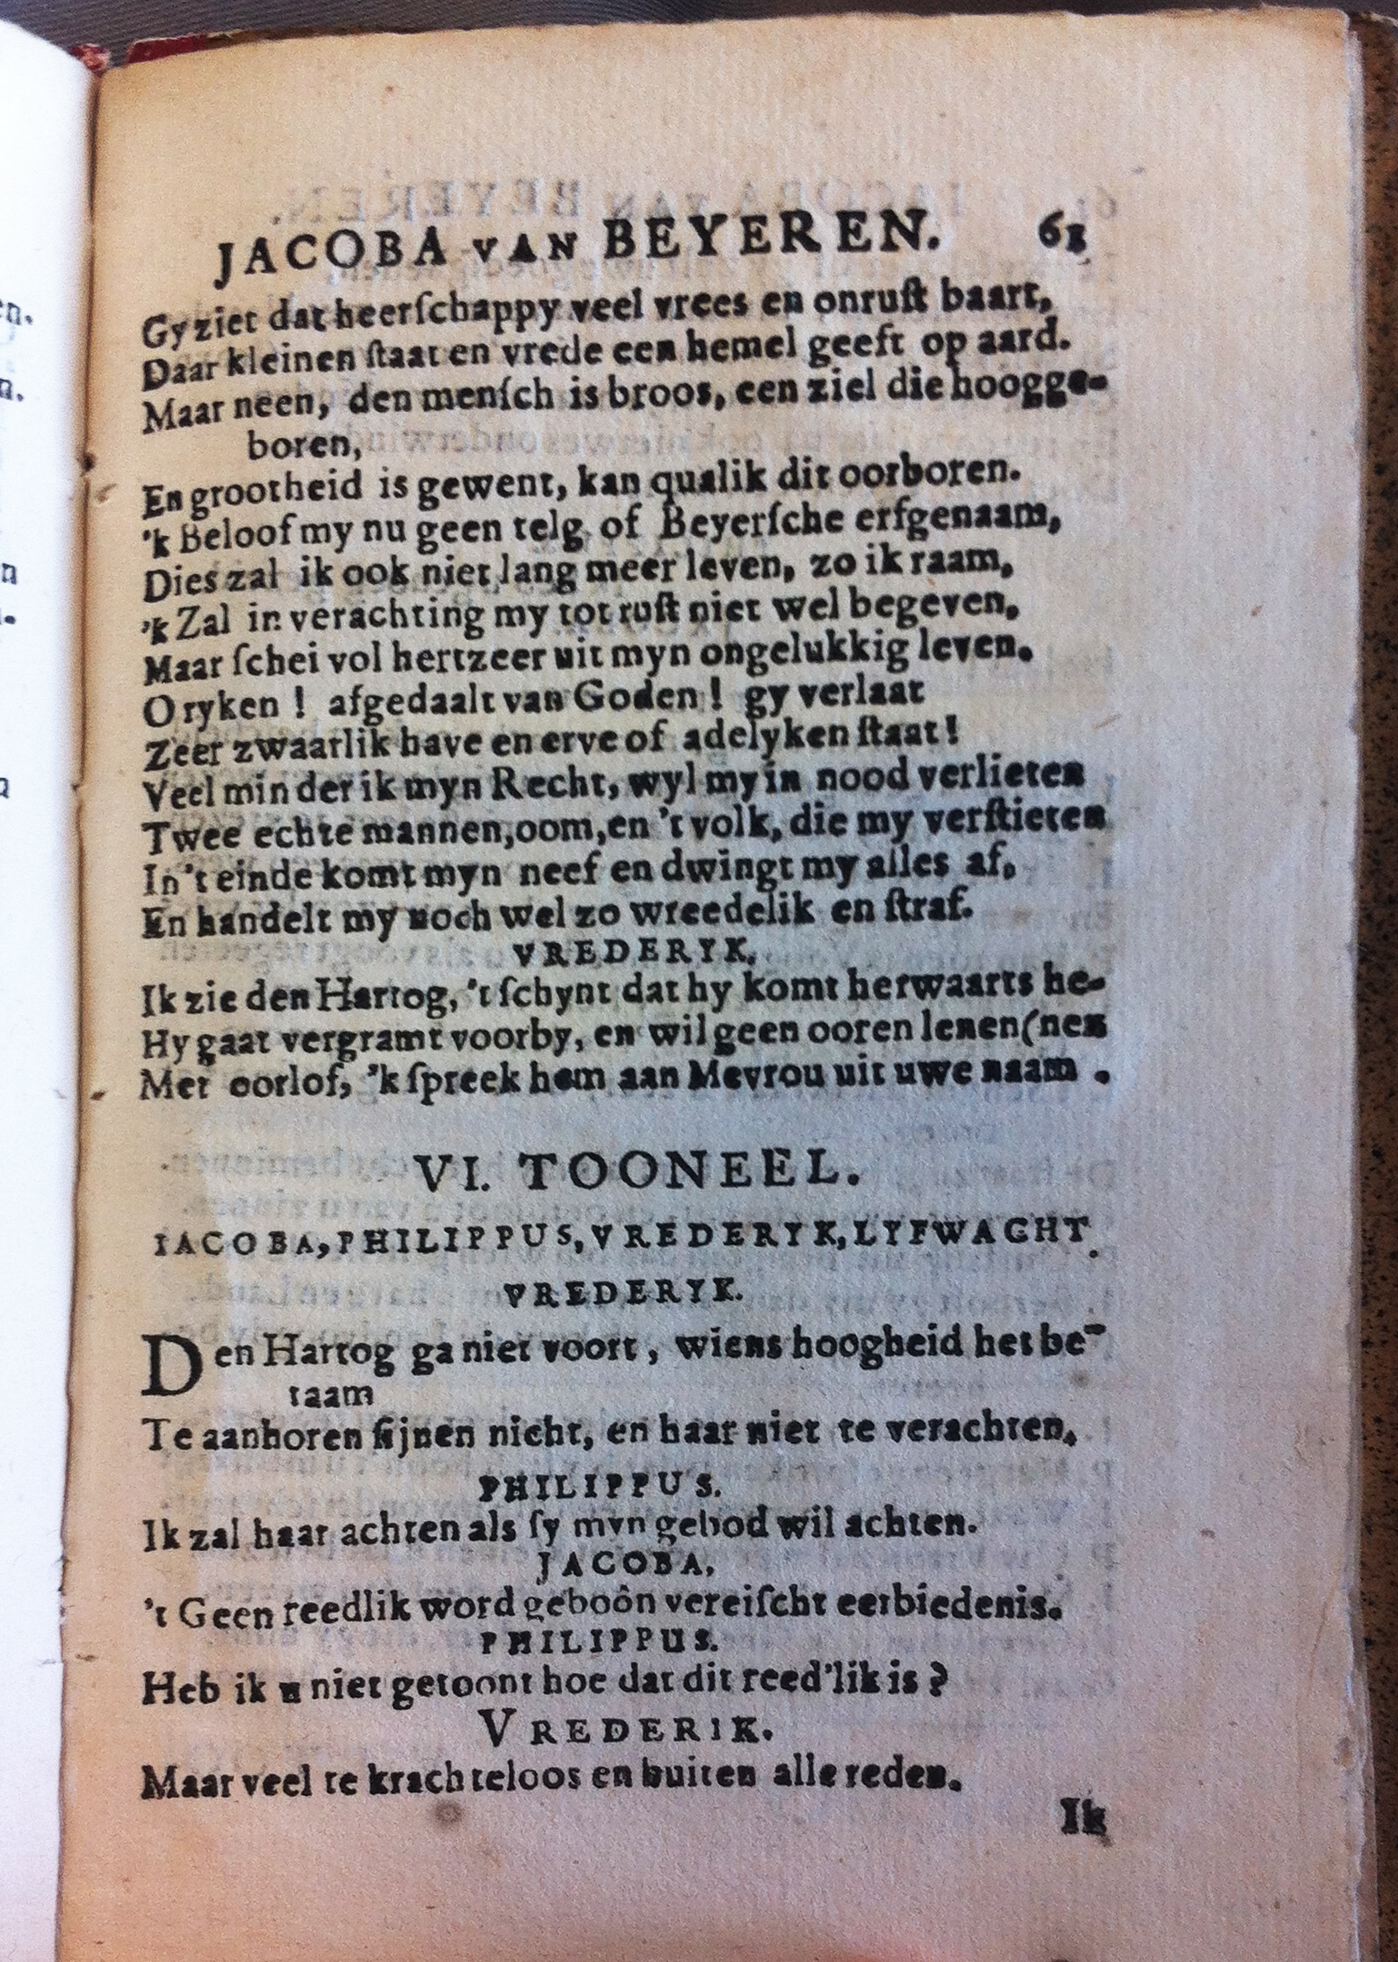 JACOBA VAN BEYEREN. 61
Gy ziet dat heerſchappy veel vrees en onruſt baart,
Daar kleinen ſtaat en vrede een hemel geeft op aard.
Maar neen, den menſch is broos, een ziel die hoogge-
boren,
En grootheid is gewent, kan qualik dit oorboren.
'k Beloof my nu geen telg of Beyerſche erfgenaam,
Dies zal ik ook niet lang meer leven, zo ik raam,
'k Zal in verachting my tot ruſt niet wel begeven,
Maar ſchei vol hertzeer uit myn ongelukkig leven.
O ryken ! afgedaalt van Goden ! gy verlaat
Zeer zwaarlik have en erve of adelyken ſtaat !
Veel minder ik myn Recht, wyl my in nood verlieten
Twee echte mannen, oom, en 't volk, die my verſtieten
In 't einde komt myn neef en dwingt my alles af,
En handelt my noch wel zo wreedelik en ſtraf.
VREDERYK,
Ik zie den Hartog, 't ſchynt dat hy komt herwaarts he-
Hy gaat vergramt voorby, en wil geen ooren lenen (nen
Met oorlof, 'k ſpreek hem aan Mevrou uit uwe naam .
VI. TOONEEL.
IACOBA, PHILIPPUS, VREDERYK, LYFWACHT.
VREDERYK.
Den Hartog ga niet voort, wiens hoogheid het be-
taam
Te aanhoren ſijnen nicht, en haar niet te verachten,
PHILIPPUS.
Ik zal haar achten als ſy myn gebod wil achten.
JACOBA,
't Geen reedlik word geboôn vereiſcht eerbiedenis.
PHILIPPUS.
Heb ik u niet getoont hoe dat dit reed'lik is ?
VREDERIK.
Maar veel te krachteloos en buiten alle reden.
Ik